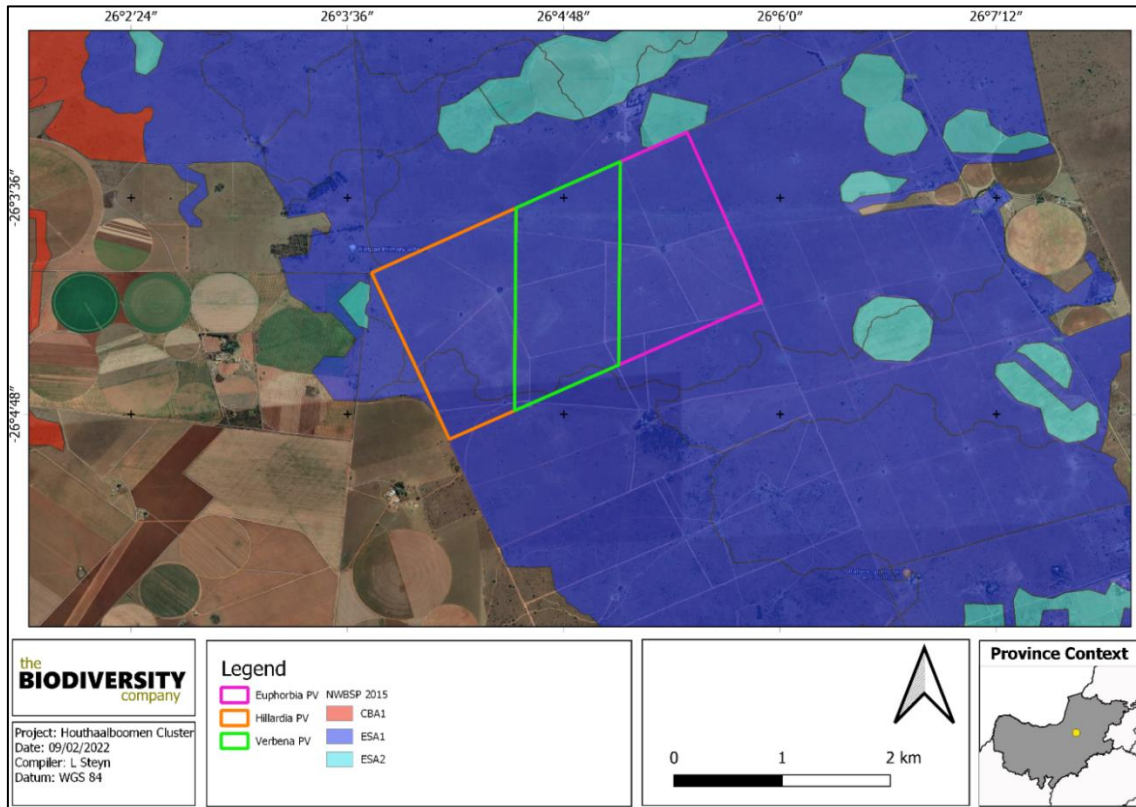 26°2'24" 26°3'36" 26°4'48" 26°6'0" 26°7'12"
-26°3'36"
-26°4'48"
the
BIODIVERSITY
company
Project: Houthaalboomen Cluster
Date: 09/02/2022
Compiler: L Steyn
Datum: WGS 84
Legend
Euphorbia PV
Hillardia PV
Verbena PV
NWBSP 2015
CBA1
ESA1
ESA2
0 1 2 km
Province Context